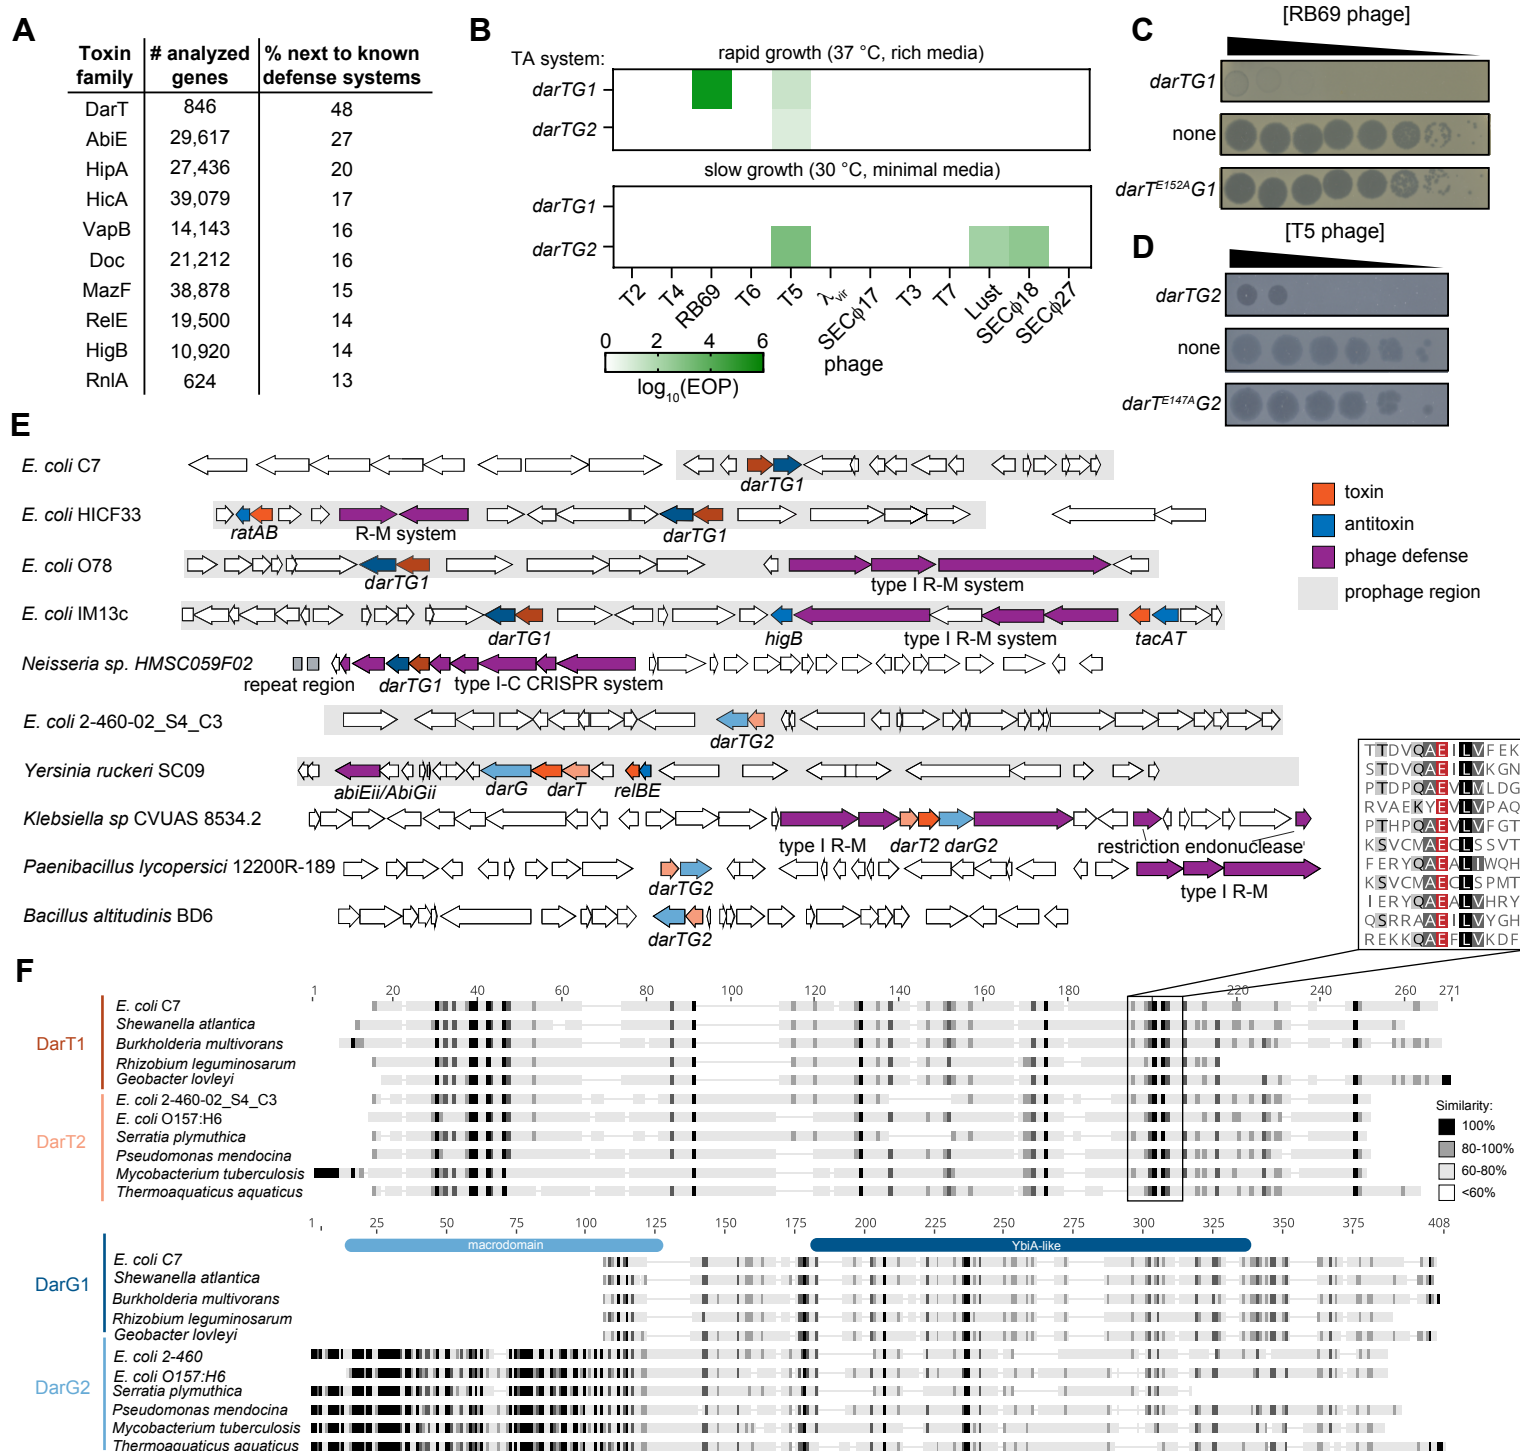 A
Toxin family | # analyzed genes | % next to known defense systems
DarT 846 48
AbiE 29,617 27
HipA 27,436 20
HicA 39,079 17
VapB 14,143 16
Doc 21,212 16
MazF 38,878 15
RelE 19,500 14
HigB 10,920 14
RnlA 624 13
B
TA system:
rapid growth (37 °C, rich media)
darTG1
darTG2
slow growth (30 °C, minimal media)
darTG1
darTG2
T2 T4 RB69 T6 T5 λvir SECϕ17 T3 T7 Lust SECϕ18 SECϕ27
phage
0 2 4 6
log10(EOP)
C
[RB69 phage]
darTG1
none
darT^E152A G1
D
[T5 phage]
darTG2
none
darT^E147A G2
E
E. coli C7
darTG1
E. coli HICF33
ratAB R-M system darTG1
E. coli O78
darTG1 type I R-M system
E. coli IM13c
darTG1 higB type I R-M system tacAT
Neisseria sp. HMSC059F02
repeat region darTG1 type I-C CRISPR system
E. coli 2-460-02_S4_C3
darTG2
Yersinia ruckeri SC09
abiEii/AbiGii darG darT relBE
Klebsiella sp CVUAS 8534.2
type I R-M darT2 darG2 restriction endonuclease
Paenibacillus lycopersici 12200R-189
darTG2 type I R-M
Bacillus altitudinis BD6
darTG2
toxin
antitoxin
phage defense
prophage region
TTDVQAEILVFEK
STDVQAEILVKGN
PTDPQAEVLVLDG
RVAEKYEVLVPAQ
PTHPQAEVLVFGT
KSVCMAECLSSVT
FERYQAEALIWQH
KSVCMAECLSPMT
IERYQAEALVHRY
QSRRAAEILVYGH
REKKQAEFLVKDF
F
1 20 40 60 80 100 120 140 160 180 220 240 260 271
DarT1
E. coli C7
Shewanella atlantica
Burkholderia multivorans
Rhizobium leguminosarum
Geobacter lovleyi
DarT2
E. coli 2-460-02_S4_C3
E. coli O157:H6
Serratia plymuthica
Pseudomonas mendocina
Mycobacterium tuberculosis
Thermoaquaticus aquaticus
Similarity:
100%
80-100%
60-80%
<60%
1 25 50 75 100 125 150 175 200 225 250 275 300 325 350 375 408
macrodomain
YbiA-like
DarG1
E. coli C7
Shewanella atlantica
Burkholderia multivorans
Rhizobium leguminosarum
Geobacter lovleyi
DarG2
E. coli 2-460
E. coli O157:H6
Serratia plymuthica
Pseudomonas mendocina
Mycobacterium tuberculosis
Thermoaquaticus aquaticus